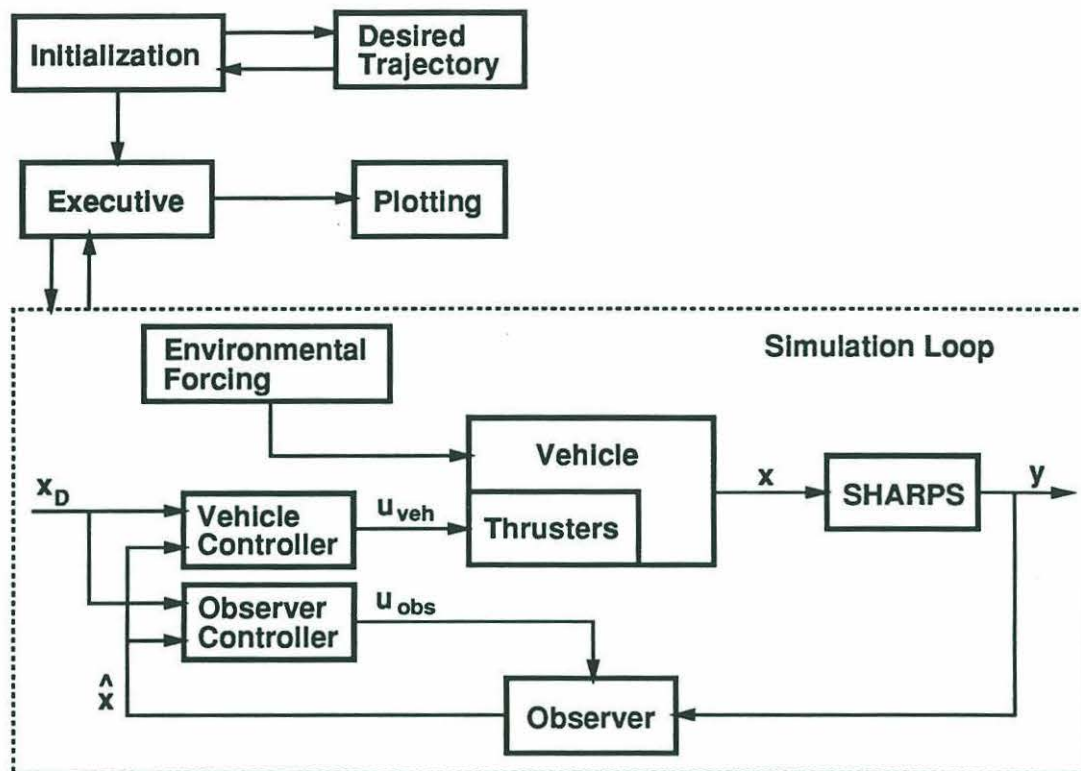 Initialization
Desired
Trajectory
Executive
Plotting
Simulation Loop
Environmental
Forcing
Vehicle
Thrusters
x
SHARPS
y
x_D
Vehicle
Controller
u_veh
Observer
Controller
u_obs
x̂
Observer